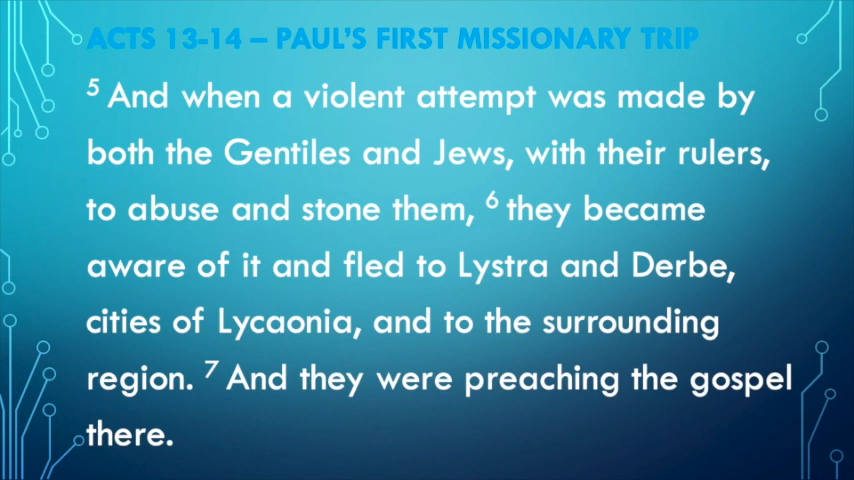 ACTS 13-14 – PAUL'S FIRST MISSIONARY TRIP
5 And when a violent attempt was made by
both the Gentiles and Jews, with their rulers,
to abuse and stone them, 6 they became
aware of it and fled to Lystra and Derbe,
cities of Lycaonia, and to the surrounding
region. 7 And they were preaching the gospel
there.